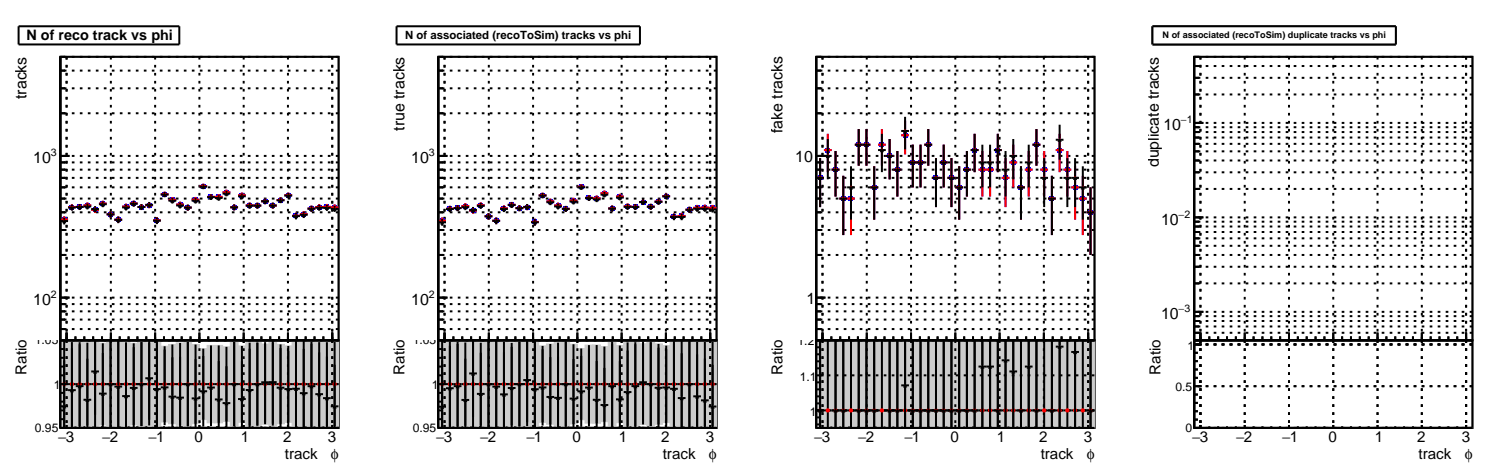 N of reco track vs phi
tracks
10³
10²
Ratio
1
0.95
−3 −2 −1 0 1 2 3
track ϕ
N of associated (recoToSim) tracks vs phi
true tracks
10³
10²
Ratio
1
0.95
−3 −2 −1 0 1 2 3
track ϕ
fake tracks
10
1
Ratio
1.2
1.1
1
−3 −2 −1 0 1 2 3
track ϕ
N of associated (recoToSim) duplicate tracks vs phi
duplicate tracks
10⁻¹
10⁻²
10⁻³
Ratio
1
0.5
0
−3 −2 −1 0 1 2 3
track ϕ